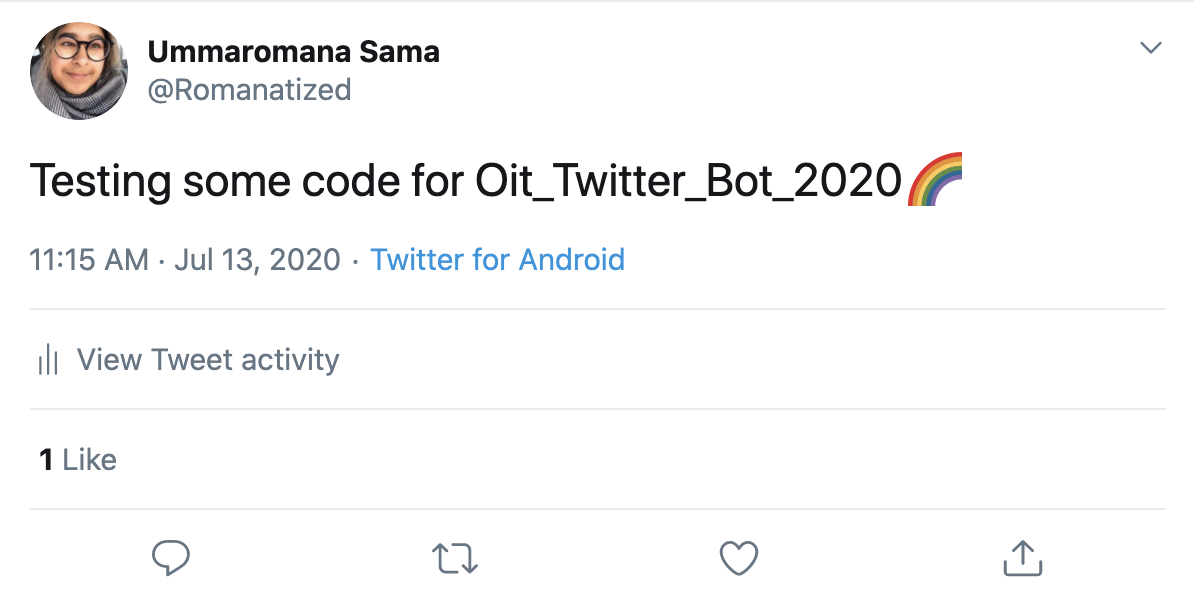 Ummaromana Sama
@Romanatized
Testing some code for Oit_Twitter_Bot_2020🌈
11:15 AM · Jul 13, 2020 · Twitter for Android
View Tweet activity
1 Like